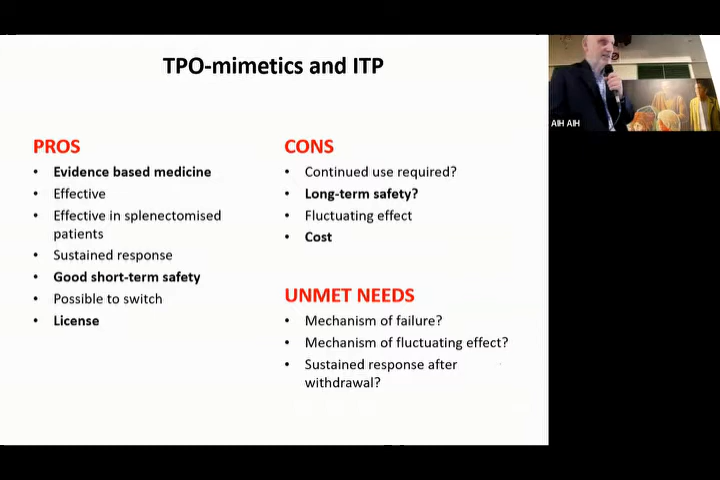 TPO-mimetics and ITP
PROS
• Evidence based medicine
• Effective
• Effective in splenectomised
patients
• Sustained response
• Good short-term safety
• Possible to switch
• License
CONS
• Continued use required?
• Long-term safety?
• Fluctuating effect
• Cost
UNMET NEEDS
• Mechanism of failure?
• Mechanism of fluctuating effect?
• Sustained response after
withdrawal?
AIH AIH